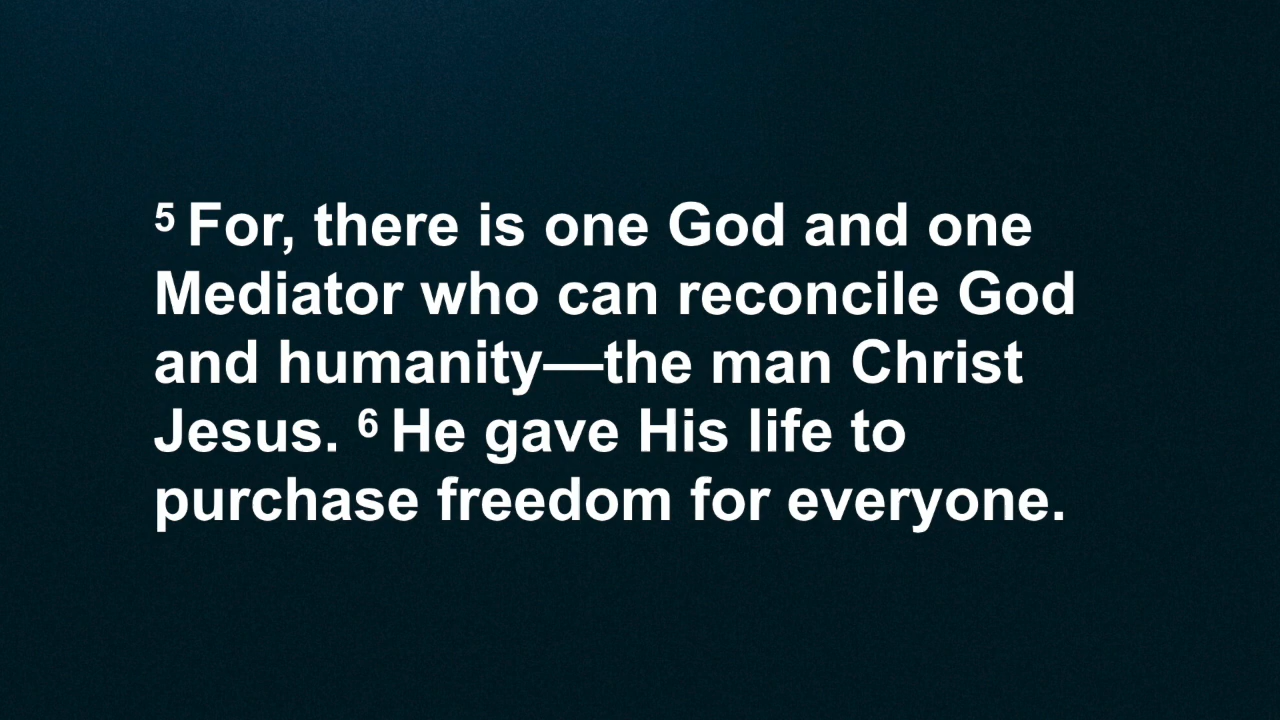 ⁵ For, there is one God and one
Mediator who can reconcile God
and humanity—the man Christ
Jesus. ⁶ He gave His life to
purchase freedom for everyone.